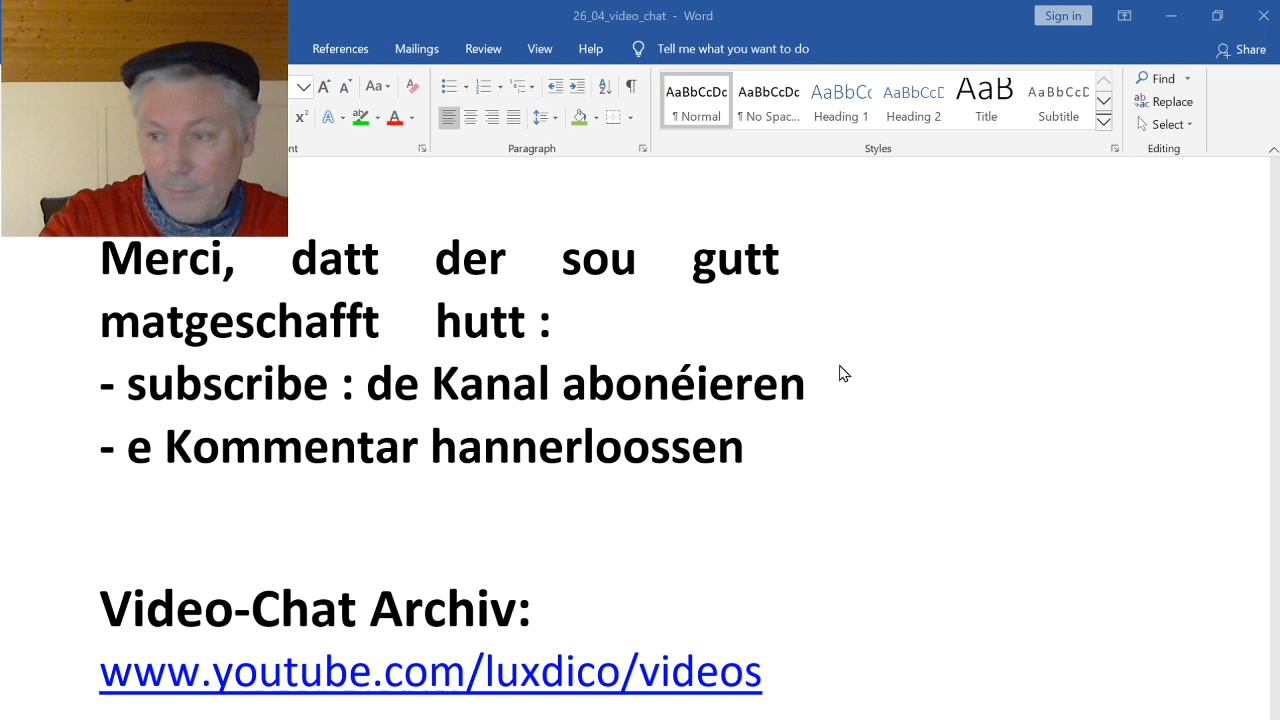 26_04_video_chat - Word
Sign in
References Mailings Review View Help Tell me what you want to do
Share
Aa
AaBbCcDc AaBbCcDc AaBbCc AaBbCcD AaB AaBbCcD
¶ Normal ¶ No Spac... Heading 1 Heading 2 Title Subtitle
Find
Replace
Select
nt Paragraph Styles Editing
Merci, datt der sou gutt
matgeschafft hutt :
- subscribe : de Kanal abonéieren
- e Kommentar hannerloossen
Video-Chat Archiv:
www.youtube.com/luxdico/videos